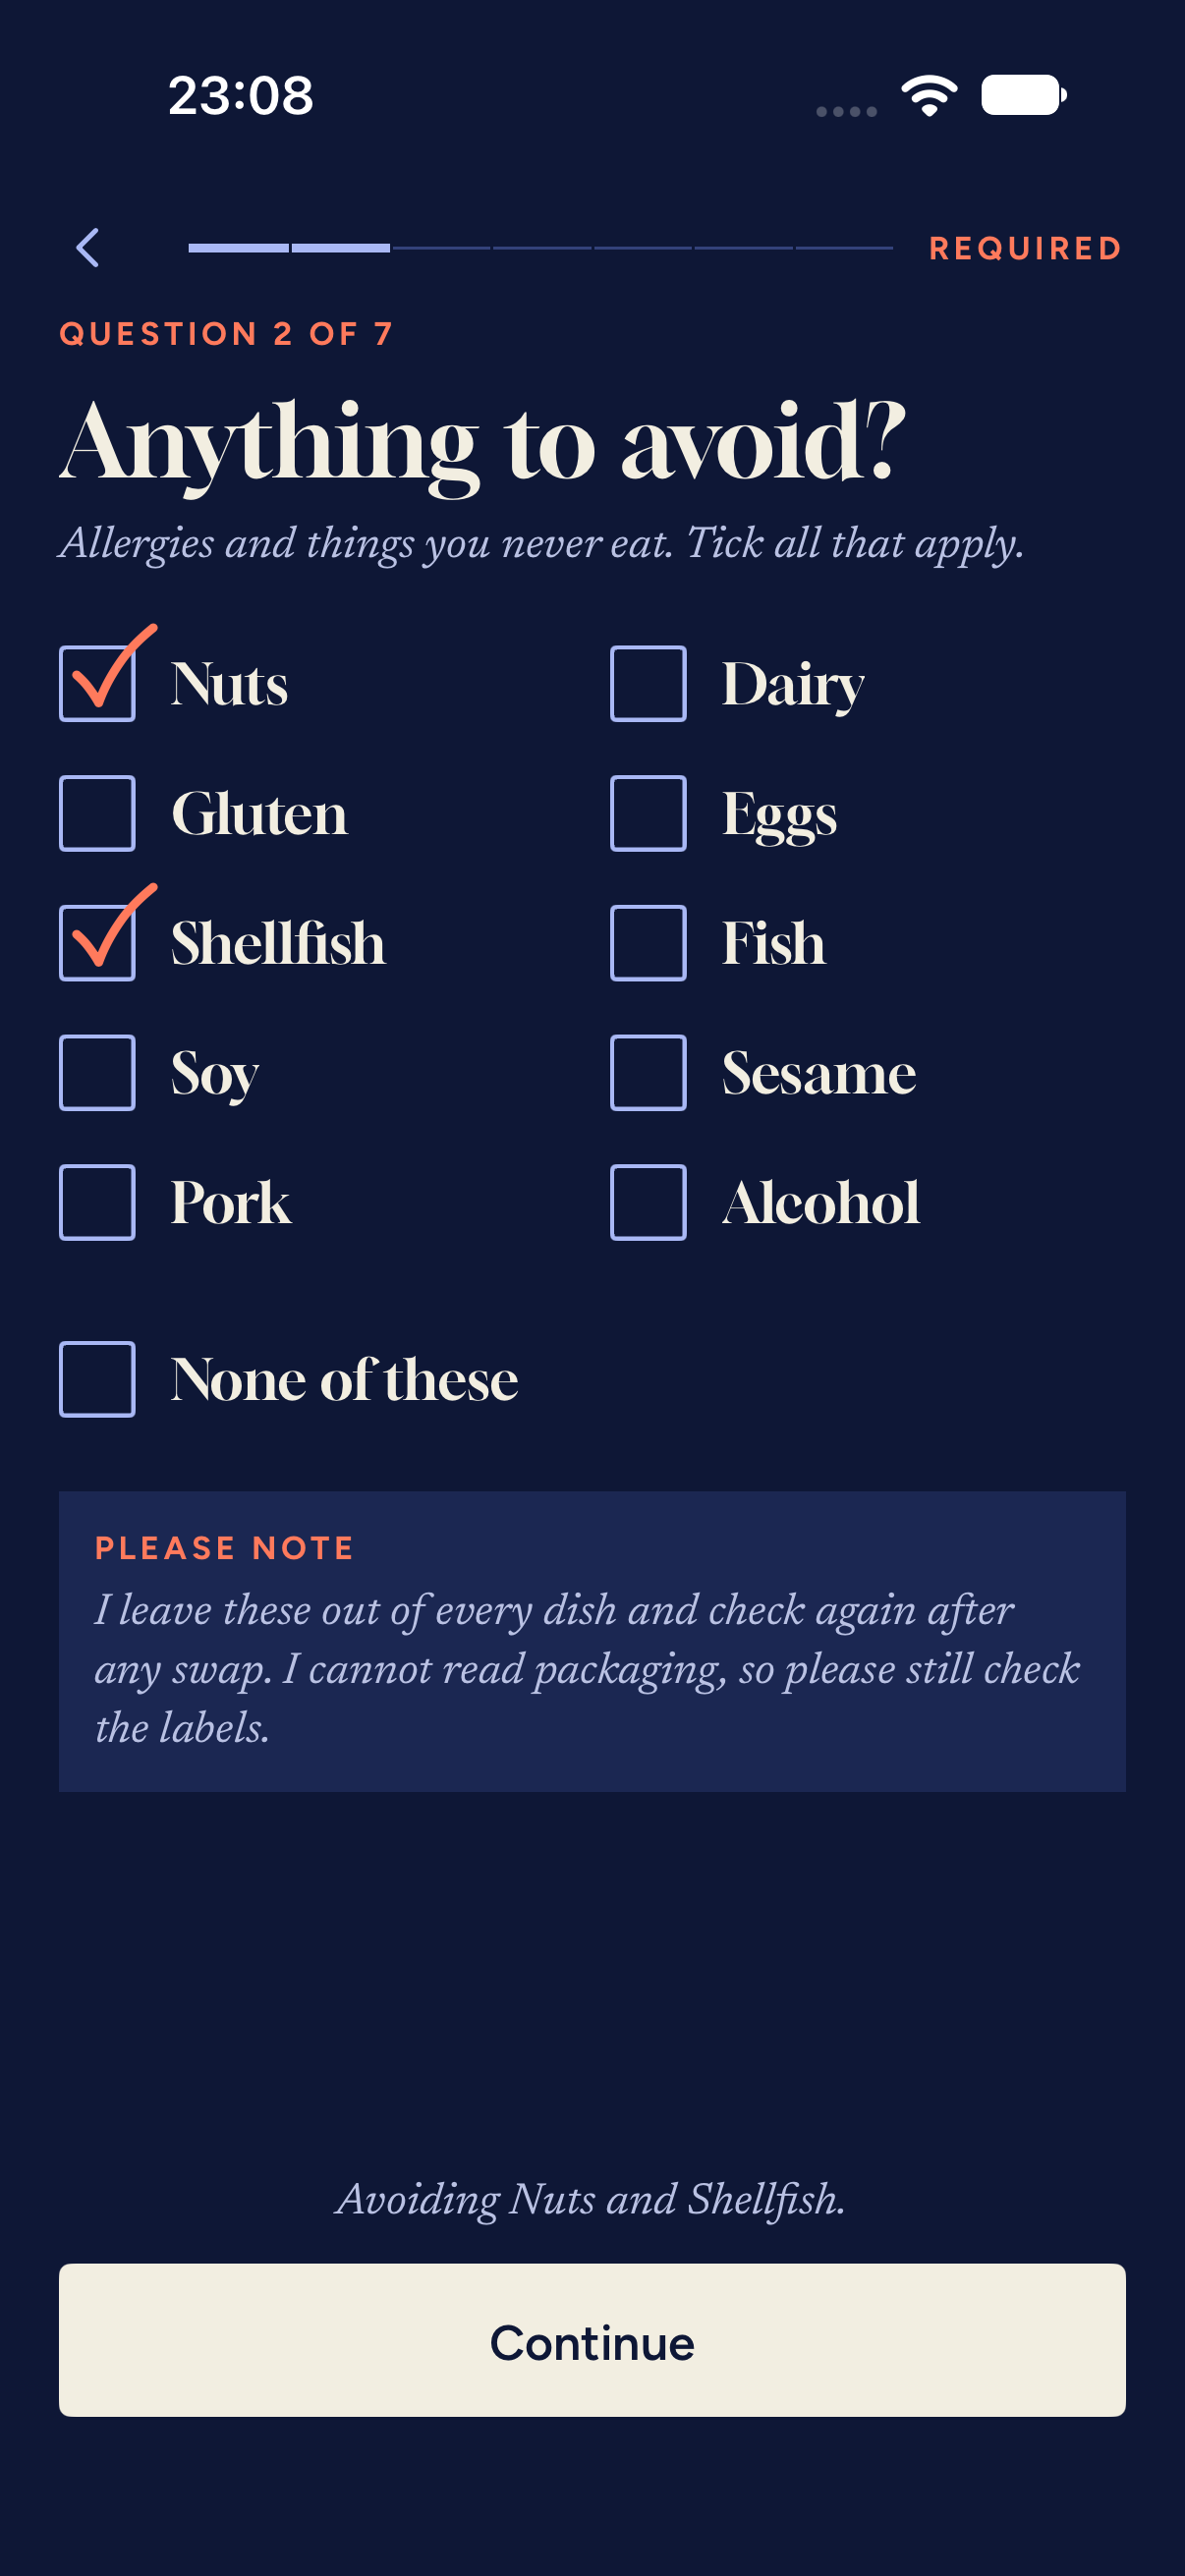 23:08
REQUIRED
QUESTION 2 OF 7
Anything to avoid?
Allergies and things you never eat. Tick all that apply.
Nuts
Dairy
Gluten
Eggs
Shellfish
Fish
Soy
Sesame
Pork
Alcohol
None of these
PLEASE NOTE
I leave these out of every dish and check again after
any swap. I cannot read packaging, so please still check
the labels.
Avoiding Nuts and Shellfish.
Continue